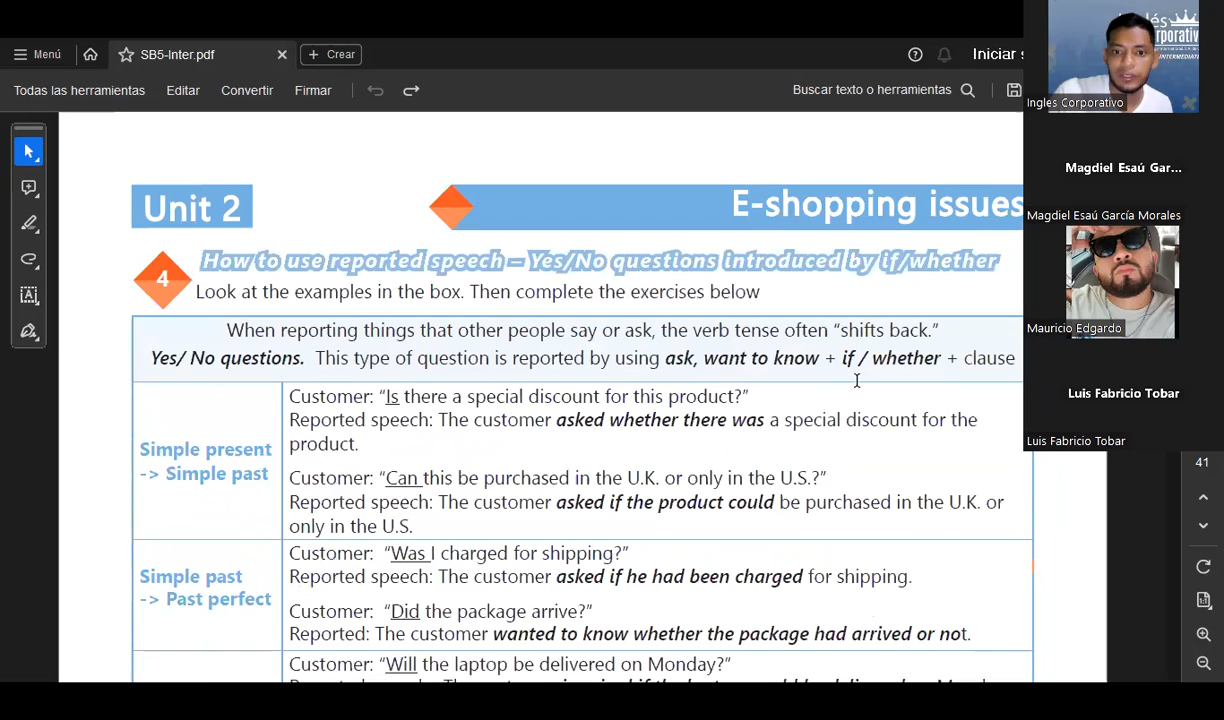 Menú
SB5-Inter.pdf
Crear
Iniciar s
Todas las herramientas
Editar
Convertir
Firmar
Buscar texto o herramientas
Unit 2
E-shopping issues
4
How to use reported speech – Yes/No questions introduced by if/whether
Look at the examples in the box. Then complete the exercises below
When reporting things that other people say or ask, the verb tense often “shifts back.”
Yes/ No questions. This type of question is reported by using ask, want to know + if / whether + clause
Simple present
-> Simple past
Customer: “Is there a special discount for this product?”
Reported speech: The customer asked whether there was a special discount for the
product.
Customer: “Can this be purchased in the U.K. or only in the U.S.?”
Reported speech: The customer asked if the product could be purchased in the U.K. or
only in the U.S.
Simple past
-> Past perfect
Customer: “Was I charged for shipping?”
Reported speech: The customer asked if he had been charged for shipping.
Customer: “Did the package arrive?”
Reported: The customer wanted to know whether the package had arrived or not.
Customer: “Will the laptop be delivered on Monday?”
41
Ingles Corporativo
Magdiel Esaú Gar...
Magdiel Esaú García Morales
Mauricio Edgardo
Luis Fabricio Tobar
Luis Fabricio Tobar